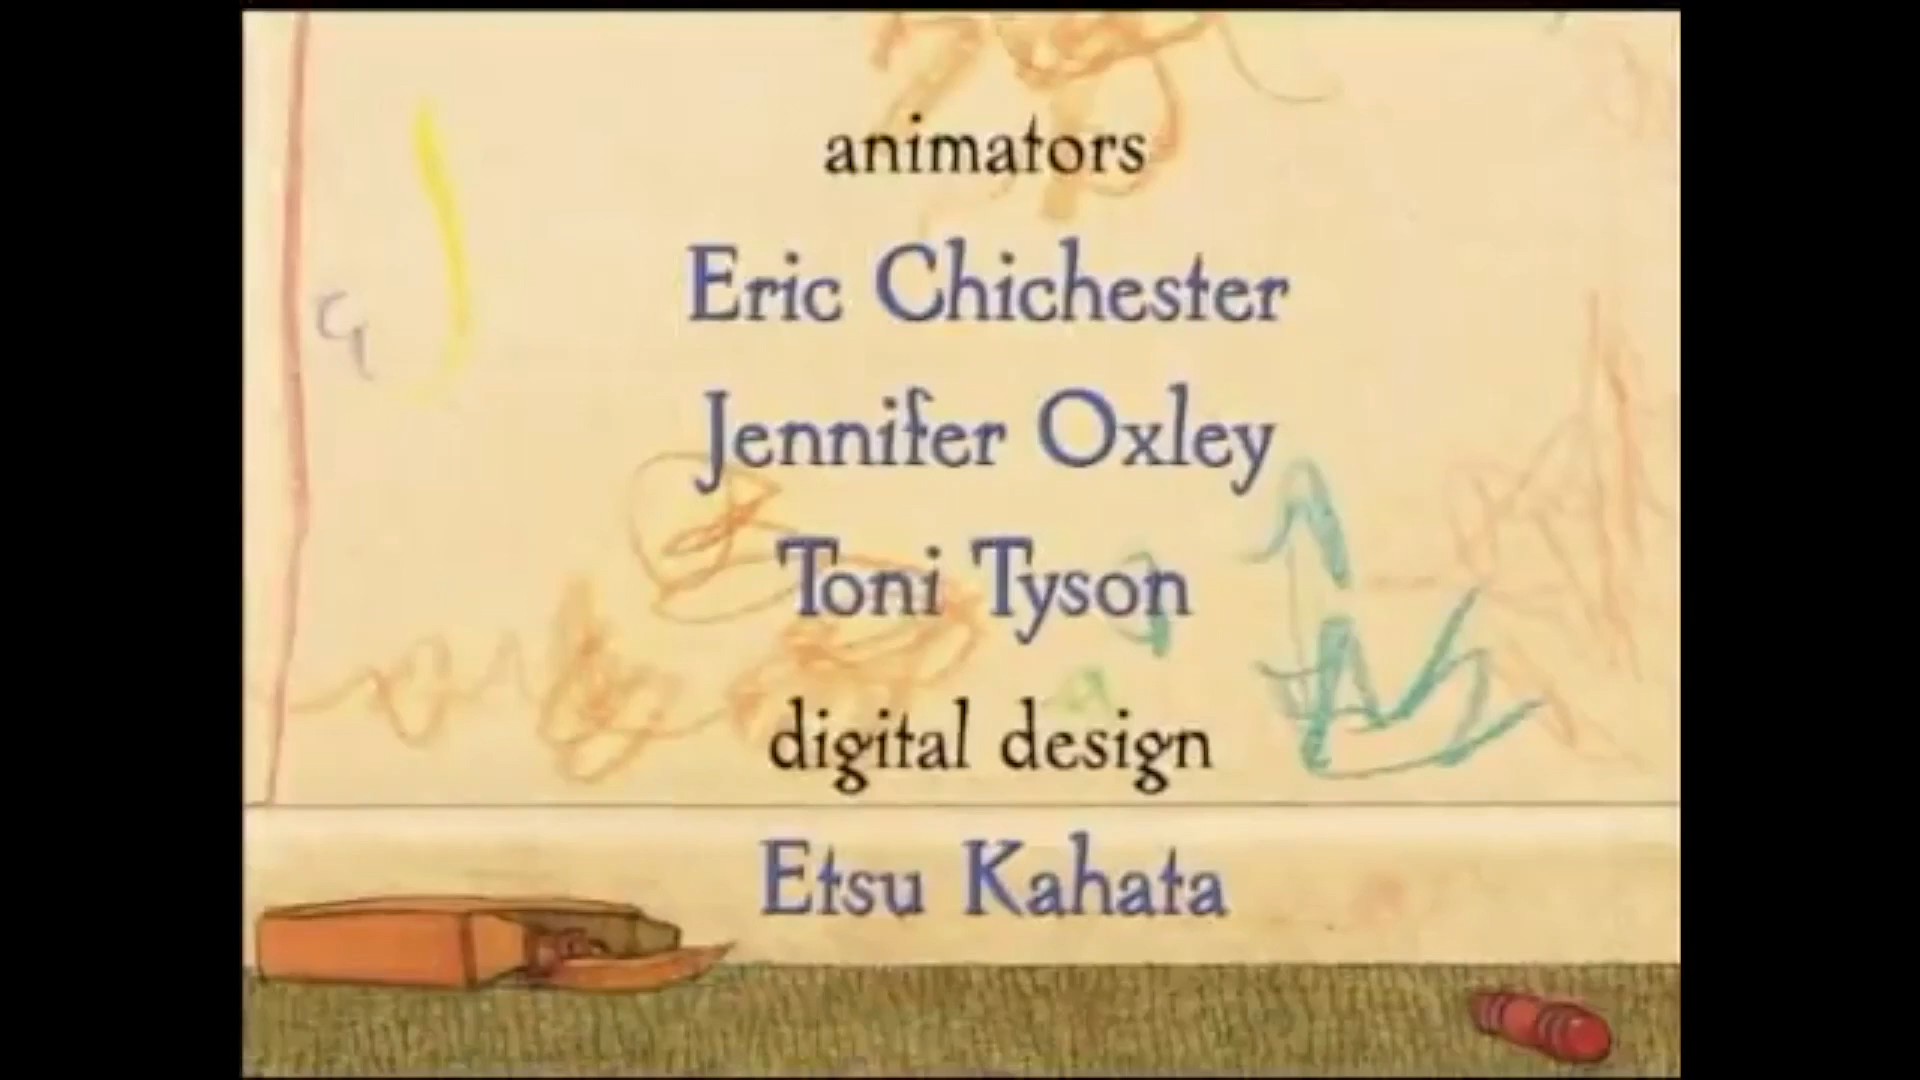 animators
Eric Chichester
Jennifer Oxley
Toni Tyson
digital design
Etsu Kahata